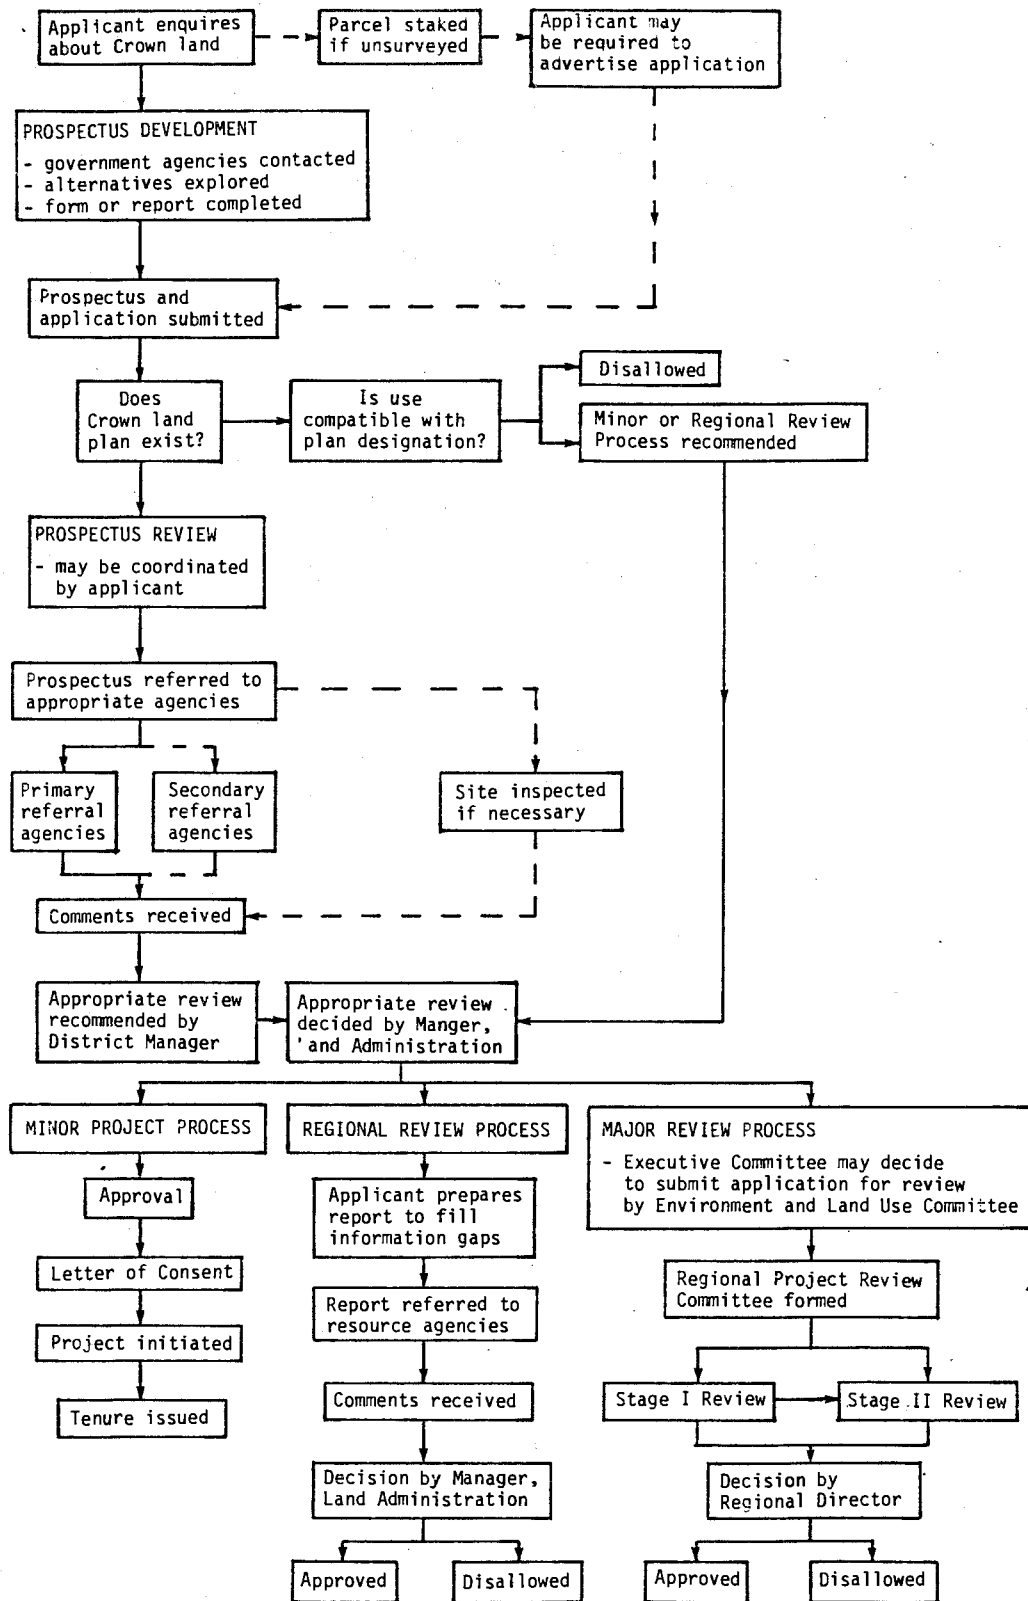 Applicant enquires
about Crown land
Parcel staked
if unsurveyed
Applicant may
be required to
advertise application
PROSPECTUS DEVELOPMENT
- government agencies contacted
- alternatives explored
- form or report completed
Prospectus and
application submitted
Does
Crown land
plan exist?
Is use
compatible with
plan designation?
Disallowed
Minor or Regional Review
Process recommended
PROSPECTUS REVIEW
- may be coordinated
by applicant
Prospectus referred to
appropriate agencies
Primary
referral
agencies
Secondary
referral
agencies
Site inspected
if necessary
Comments received
Appropriate review
recommended by
District Manager
Appropriate review
decided by Manger,
'and Administration
MINOR PROJECT PROCESS
Approval
Letter of Consent
Project initiated
Tenure issued
REGIONAL REVIEW PROCESS
Applicant prepares
report to fill
information gaps
Report referred to
resource agencies
Comments received
Decision by Manager,
Land Administration
Approved
Disallowed
MAJOR REVIEW PROCESS
- Executive Committee may decide
to submit application for review
by Environment and Land Use Committee
Regional Project Review
Committee formed
Stage I Review
Stage II Review
Decision by
Regional Director
Approved
Disallowed